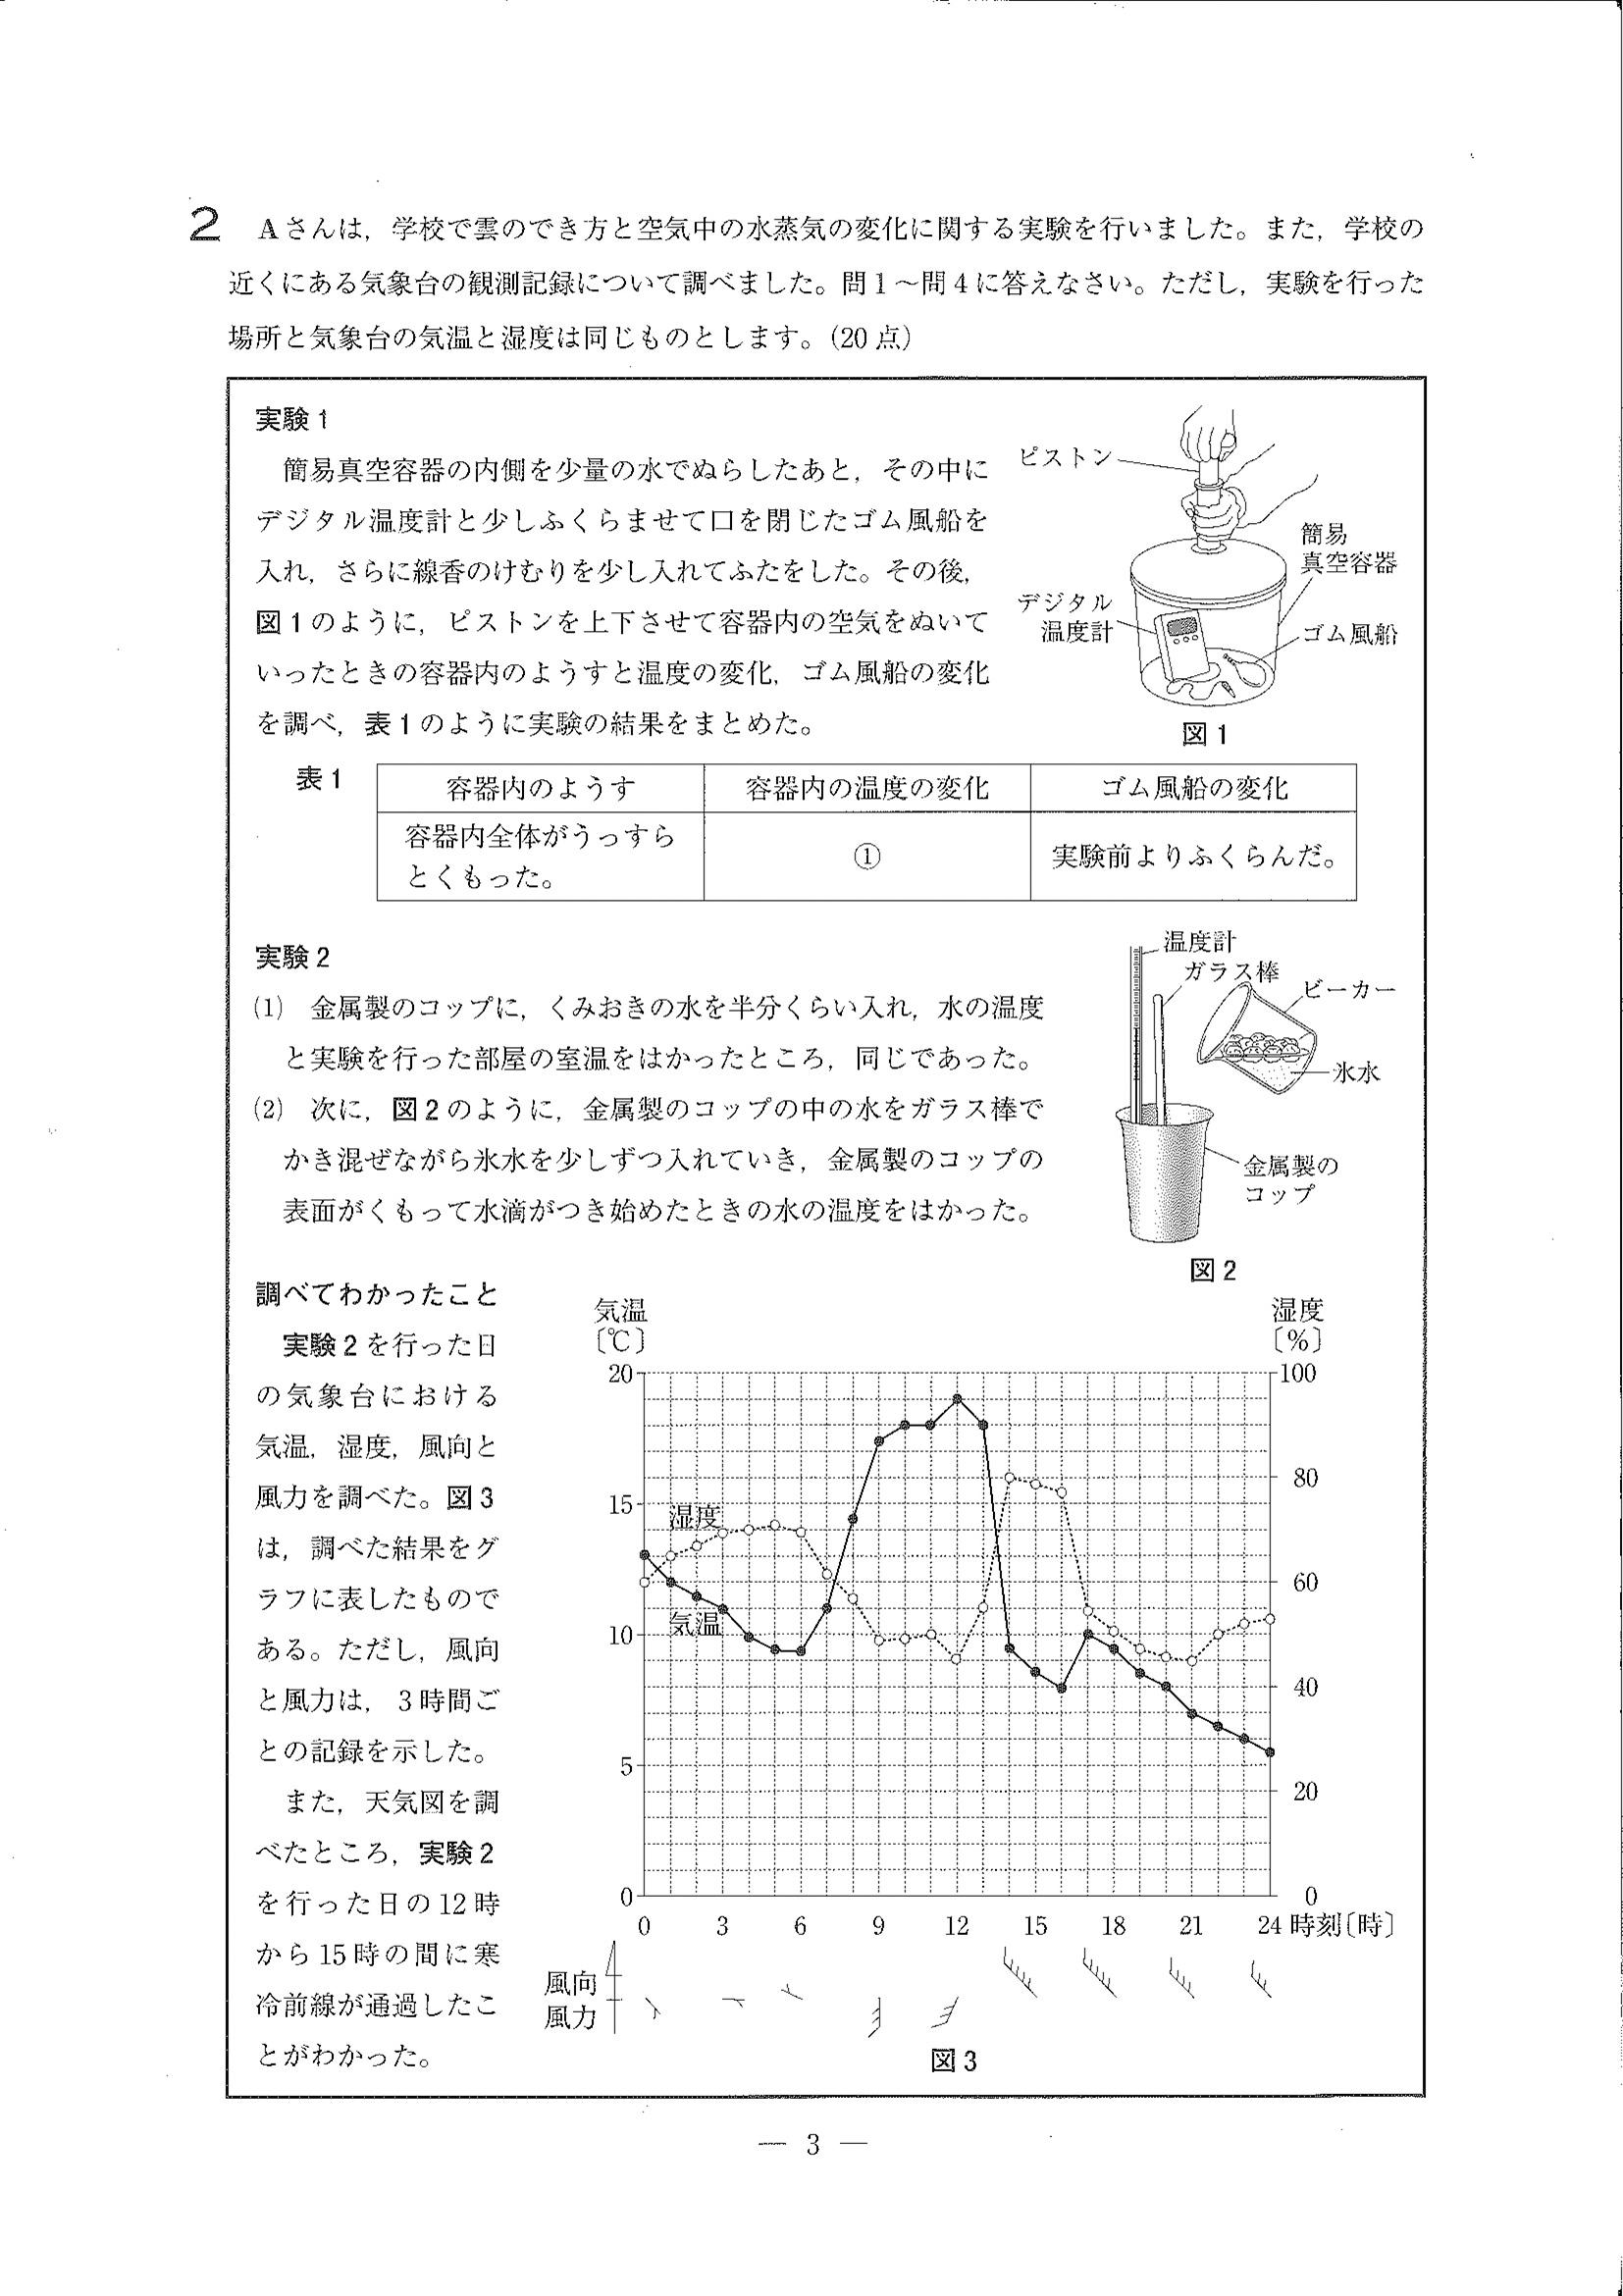 2 Aさんは，学校で雲のでき方と空気中の水蒸気の変化に関する実験を行いました。また，学校の
近くにある気象台の観測記録について調べました。問1～問4に答えなさい。ただし，実験を行った
場所と気象台の気温と湿度は同じものとします。（20点）
実験1
簡易真空容器の内側を少量の水でぬらしたあと，その中に
デジタル温度計と少しふくらませて口を閉じたゴム風船を
入れ，さらに線香のけむりを少し入れてふたをした。その後，
図1のように，ピストンを上下させて容器内の空気をぬいて
いったときの容器内のようすと温度の変化，ゴム風船の変化
を調べ，表1のように実験の結果をまとめた。
ピストン
簡易
真空容器
デジタル
温度計
ゴム風船
図1
表1
容器内のようす 容器内の温度の変化 ゴム風船の変化
容器内全体がうっすら
とくもった。
①
実験前よりふくらんだ。
実験2
(1) 金属製のコップに，くみおきの水を半分くらい入れ，水の温度
と実験を行った部屋の室温をはかったところ，同じであった。
(2) 次に，図2のように，金属製のコップの中の水をガラス棒で
かき混ぜながら氷水を少しずつ入れていき，金属製のコップの
表面がくもって水滴がつき始めたときの水の温度をはかった。
温度計
ガラス棒
ビーカー
氷水
金属製の
コップ
図2
調べてわかったこと
実験2を行った日
の気象台における
気温，湿度，風向と
風力を調べた。図3
は，調べた結果をグ
ラフに表したもので
ある。ただし，風向
と風力は，3時間ご
との記録を示した。
また，天気図を調
べたところ，実験2
を行った日の12時
から15時の間に寒
冷前線が通過したこ
とがわかった。
気温
〔℃〕
湿度
〔%〕
20
15
10
5
0
100
80
60
40
20
0
湿度
気温
0 3 6 9 12 15 18 21 24 時刻〔時〕
風向
風力
図3
— 3 —